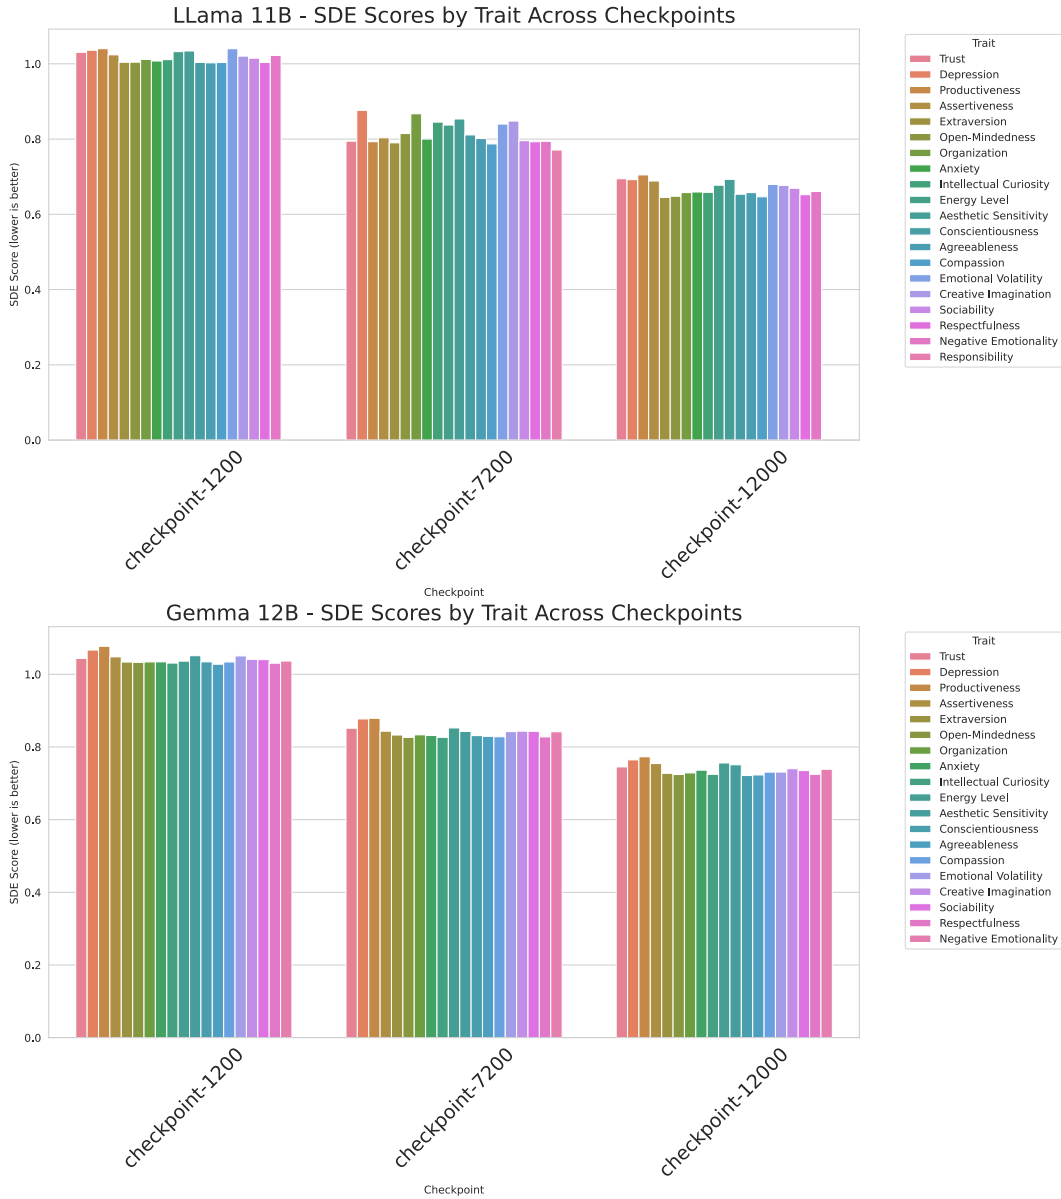 LLama 11B - SDE Scores by Trait Across Checkpoints
SDE Score (lower is better)
1.0
0.8
0.6
0.4
0.2
0.0
checkpoint-1200
checkpoint-7200
checkpoint-12000
Checkpoint
Trait
Trust
Depression
Productiveness
Assertiveness
Extraversion
Open-Mindedness
Organization
Anxiety
Intellectual Curiosity
Energy Level
Aesthetic Sensitivity
Conscientiousness
Agreeableness
Compassion
Emotional Volatility
Creative Imagination
Sociability
Respectfulness
Negative Emotionality
Responsibility
Gemma 12B - SDE Scores by Trait Across Checkpoints
SDE Score (lower is better)
1.0
0.8
0.6
0.4
0.2
0.0
checkpoint-1200
checkpoint-7200
checkpoint-12000
Checkpoint
Trait
Trust
Depression
Productiveness
Assertiveness
Extraversion
Open-Mindedness
Organization
Anxiety
Intellectual Curiosity
Energy Level
Aesthetic Sensitivity
Conscientiousness
Agreeableness
Compassion
Emotional Volatility
Creative Imagination
Sociability
Respectfulness
Negative Emotionality